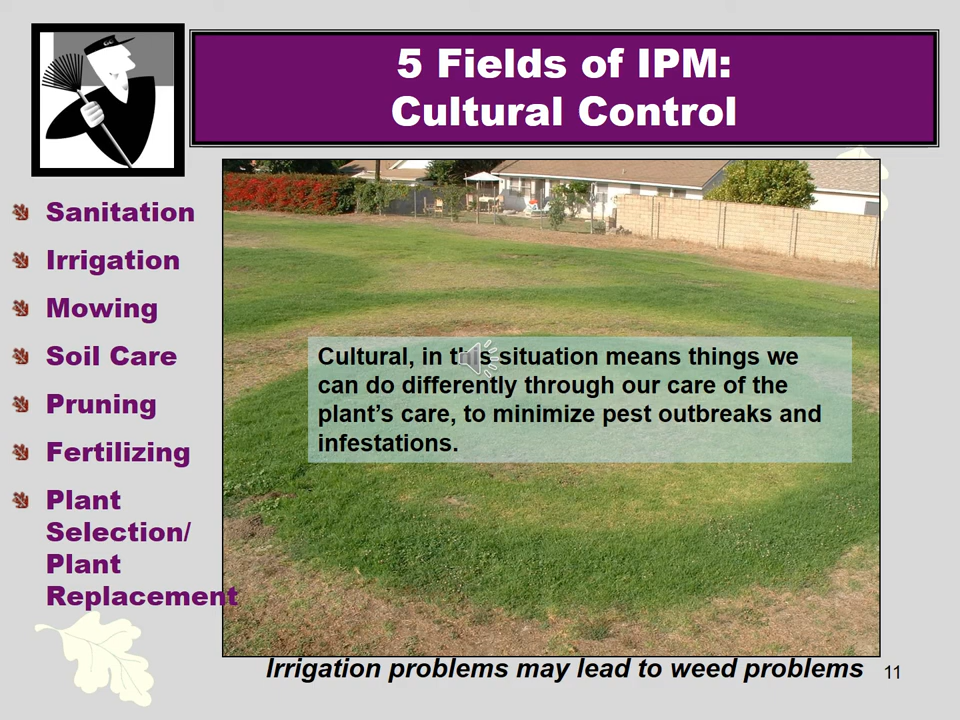 5 Fields of IPM:
Cultural Control
Sanitation
Irrigation
Mowing
Soil Care
Pruning
Fertilizing
Plant
Selection/
Plant
Replacement
Cultural, in this situation means things we
can do differently through our care of the
plant's care, to minimize pest outbreaks and
infestations.
Irrigation problems may lead to weed problems
11